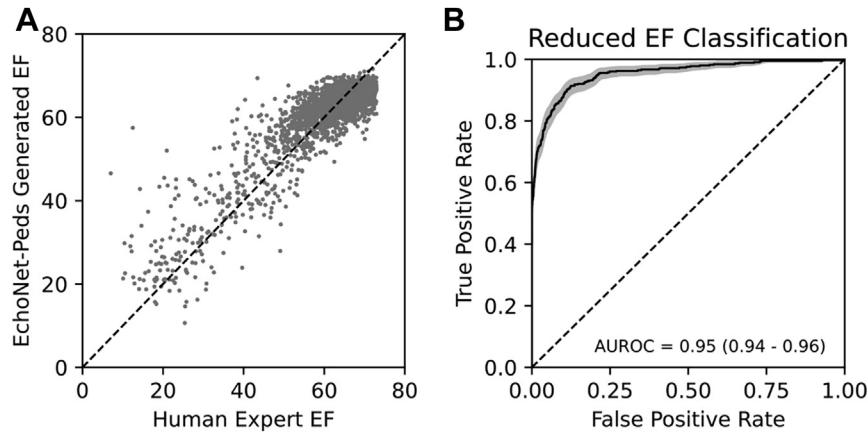 A
80
60
40
20
0
EchoNet-Peds Generated EF
0 20 40 60 80
Human Expert EF
B
Reduced EF Classification
1.0
0.8
0.6
0.4
0.2
0.0
True Positive Rate
AUROC = 0.95 (0.94 - 0.96)
0.00 0.25 0.50 0.75 1.00
False Positive Rate